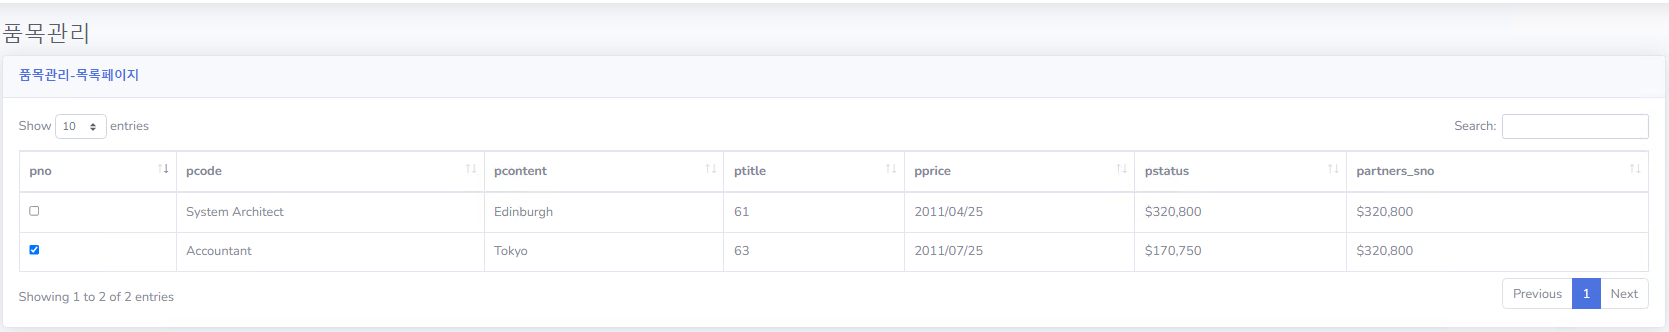 품목관리
품목관리-목록페이지
Show 10 entries Search:
pno pcode pcontent ptitle pprice pstatus partners_sno
System Architect Edinburgh 61 2011/04/25 $320,800 $320,800
Accountant Tokyo 63 2011/07/25 $170,750 $320,800
Showing 1 to 2 of 2 entries Previous 1 Next